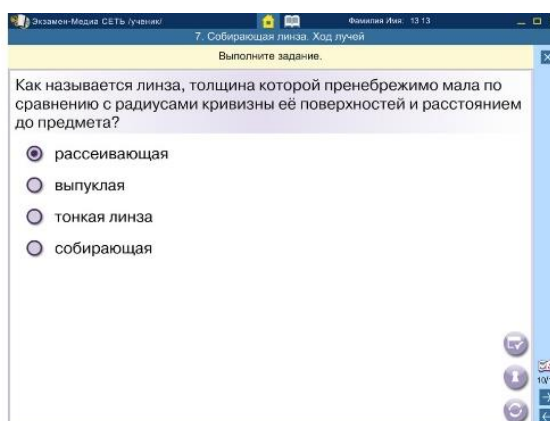 Экзамен-Медиа СЕТЬ /ученик/
Фамилия Имя: 13 13
7. Собирающая линза. Ход лучей
Выполните задание.
Как называется линза, толщина которой пренебрежимо мала по
сравнению с радиусами кривизны её поверхностей и расстоянием
до предмета?
рассеивающая
выпуклая
тонкая линза
собирающая